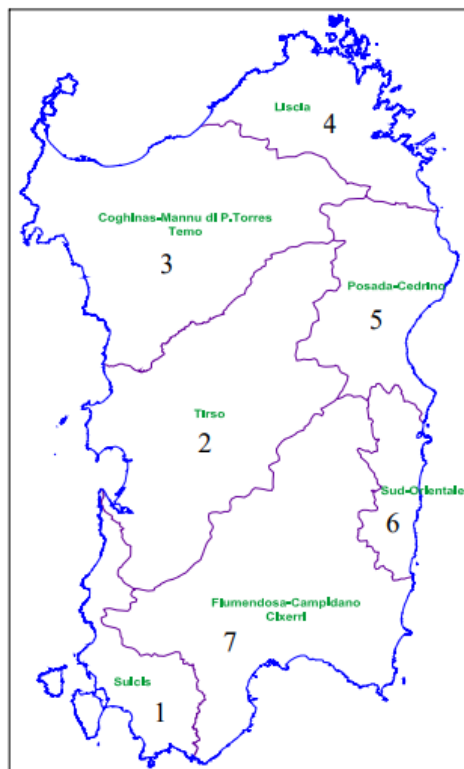 Liscia
4
Coghinas-Mannu di P.Torres
Temo
3
Posada-Cedrino
5
Tirso
2
Sud-Orientale
6
Flumendosa-Campidano
Cixerri
7
Sulcis
1